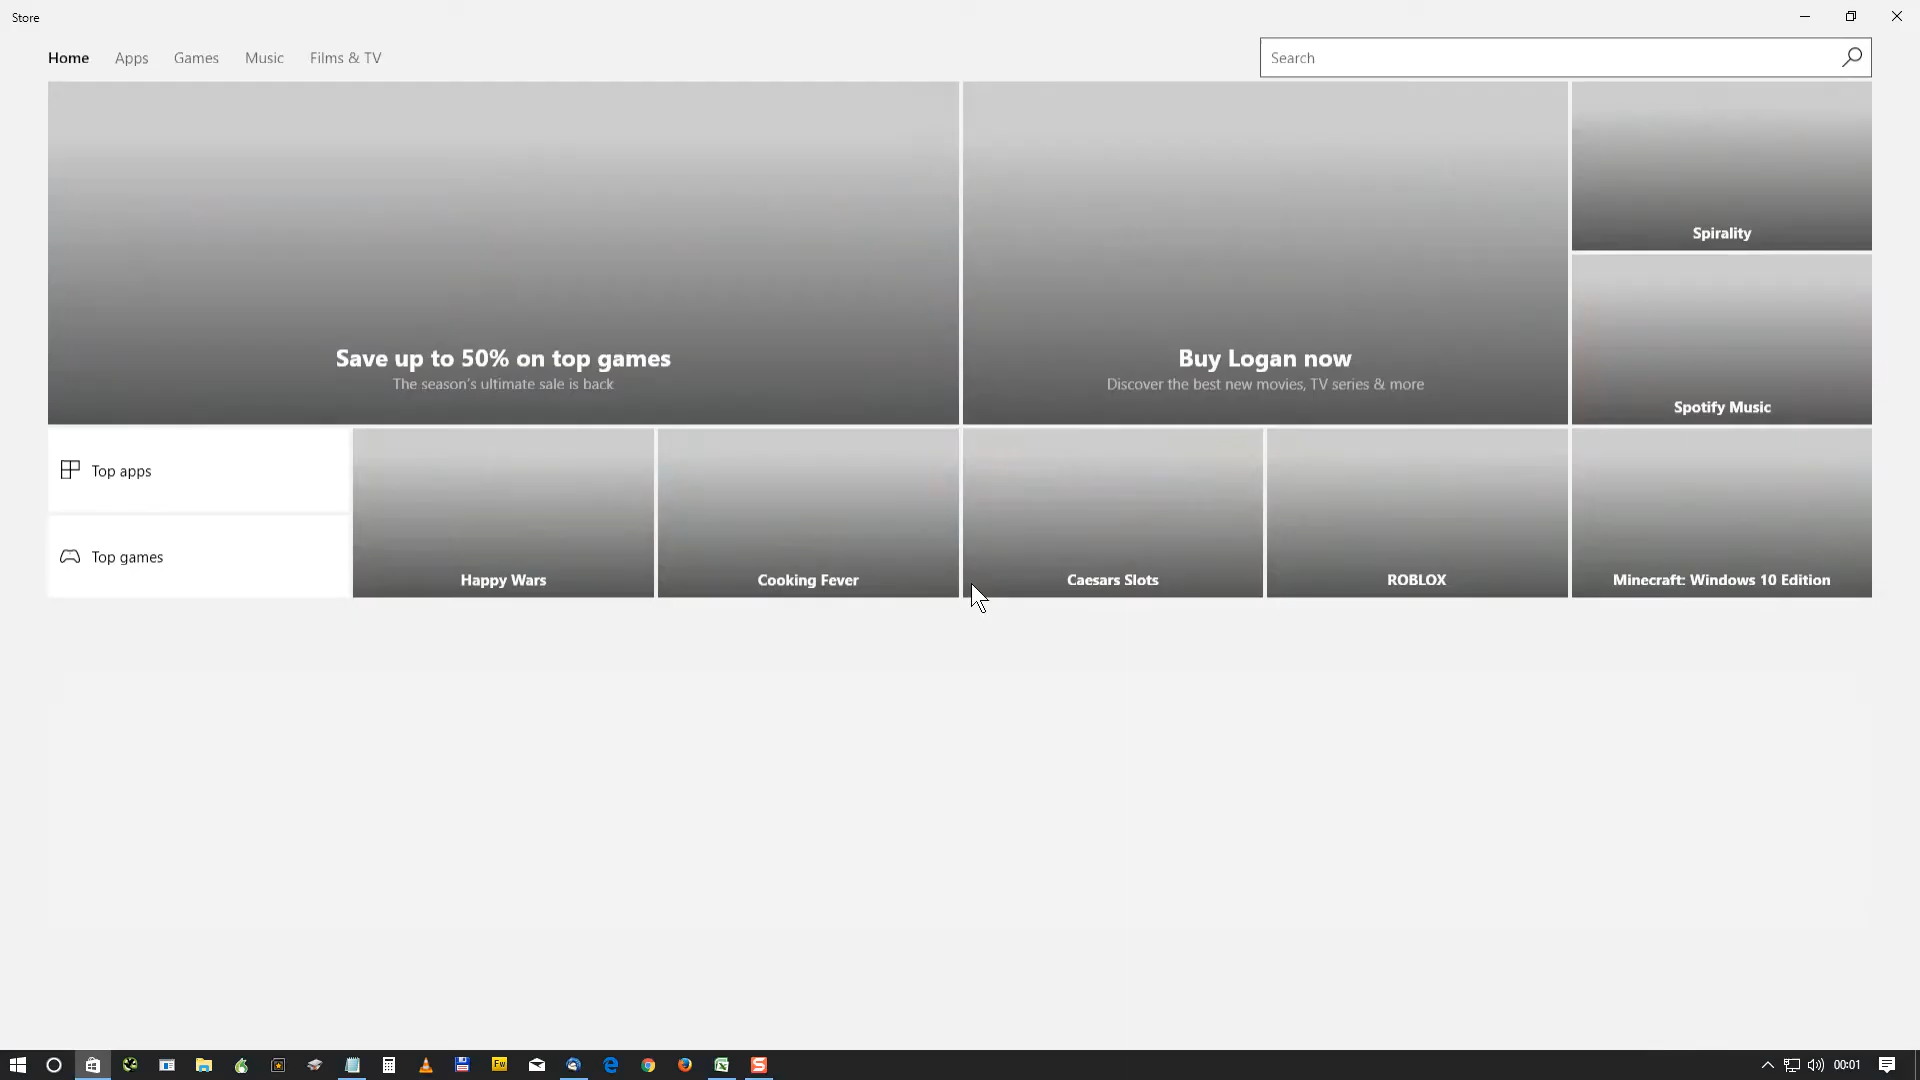 Store
Home Apps Games Music Films & TV
Search
Save up to 50% on top games
The season's ultimate sale is back
Buy Logan now
Discover the best new movies, TV series & more
Spirality
Spotify Music
Top apps
Top games
Happy Wars
Cooking Fever
Caesars Slots
ROBLOX
Minecraft: Windows 10 Edition
Fw
S
00:01